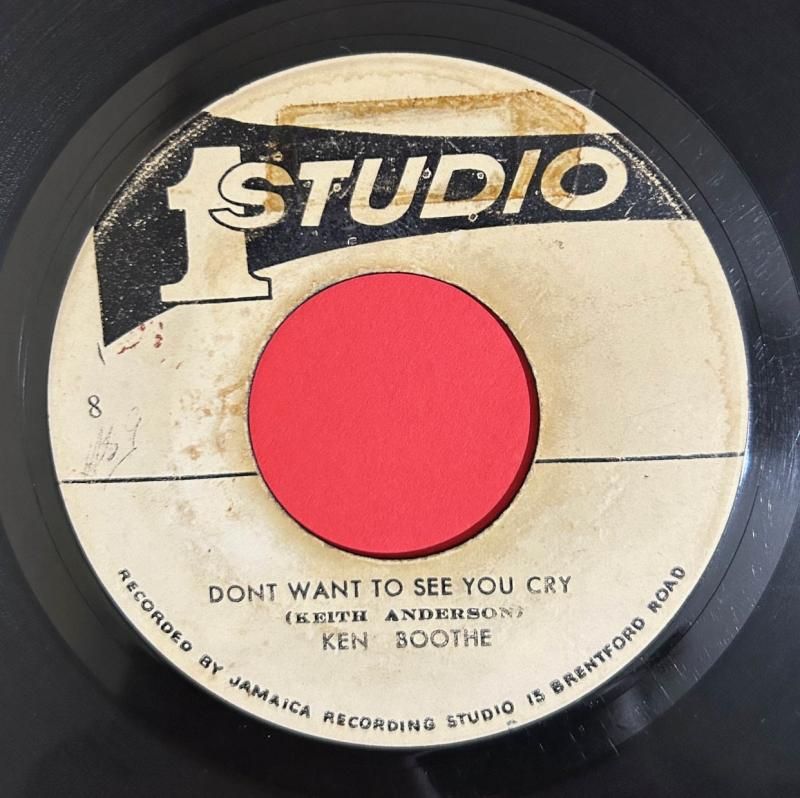 1 STUDIO
8
DONT WANT TO SEE YOU CRY
(KEITH ANDERSON)
KEN BOOTHE
RECORDED BY JAMAICA RECORDING STUDIO 13 BRENTFORD ROAD